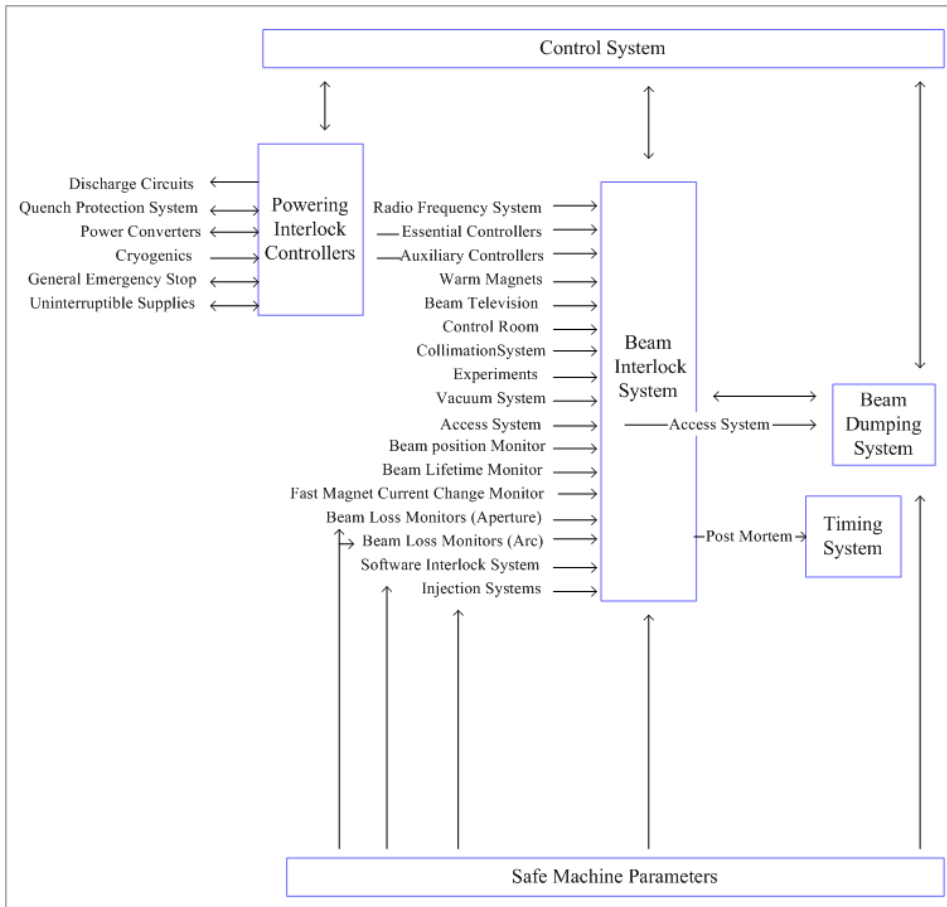 Control System
Discharge Circuits
Quench Protection System
Power Converters
Cryogenics
General Emergency Stop
Uninterruptible Supplies
Powering
Interlock
Controllers
Radio Frequency System
Essential Controllers
Auxiliary Controllers
Warm Magnets
Beam Television
Control Room
CollimationSystem
Experiments
Vacuum System
Access System
Beam position Monitor
Beam Lifetime Monitor
Fast Magnet Current Change Monitor
Beam Loss Monitors (Aperture)
Beam Loss Monitors (Arc)
Software Interlock System
Injection Systems
Beam
Interlock
System
Access System
Beam
Dumping
System
Post Mortem
Timing
System
Safe Machine Parameters